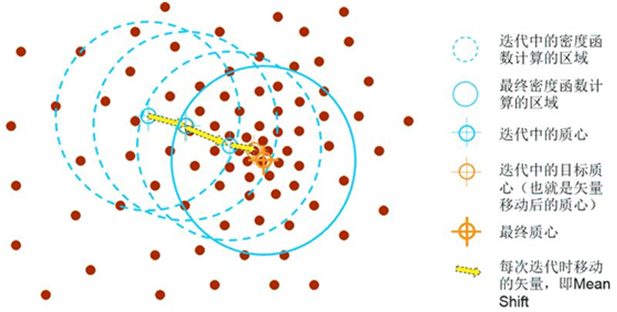 迭代中的密度函
数计算的区域
最终密度函数计
算的区域
迭代中的质心
迭代中的目标质
心（也就是矢量
移动后的质心）
最终质心
每次迭代时移动
的矢量，即Mean
Shift